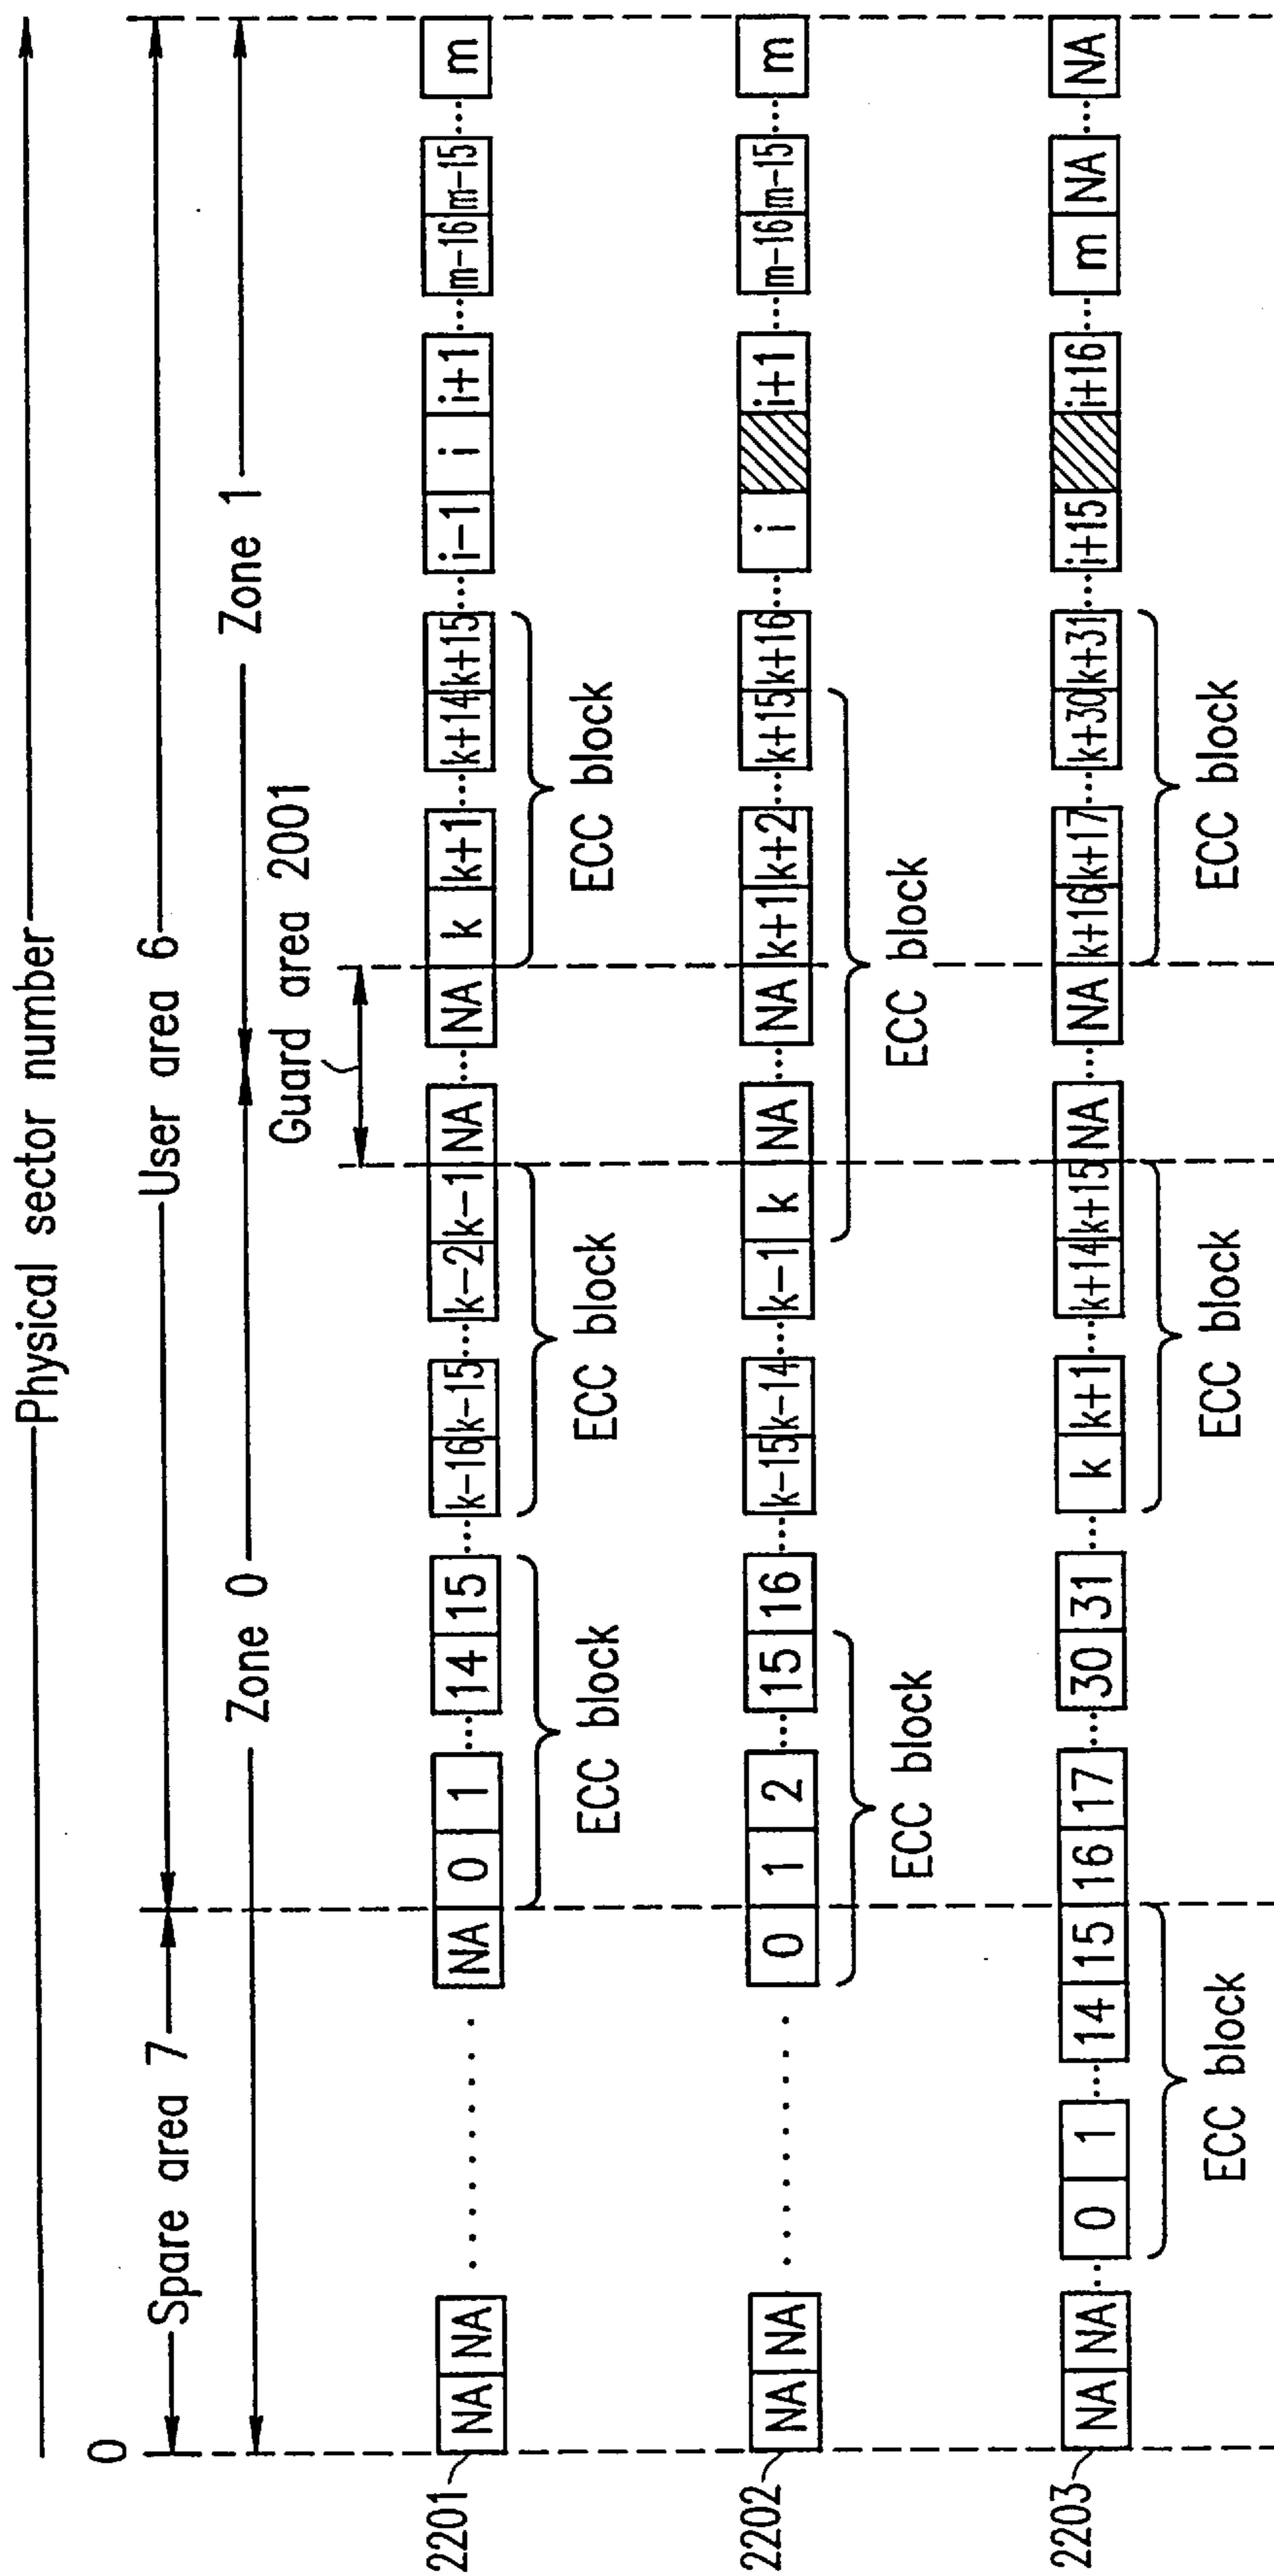 Physical sector number
0
Spare area 7
User area 6
Zone 0
Zone 1
Guard area 2001
2201
NA NA ······· NA 0 1 ··· 14 15 ··· k-16 k-15 ··· k-2 k-1 NA ··· NA k k+1 ··· k+14 k+15 ··· i-1 i i+1 ··· m-16 m-15 ··· m
ECC block
ECC block
ECC block
2202
NA NA ······· 0 1 2 ··· 15 16 ··· k-15 k-14 ··· k-1 k NA ··· NA k+1 k+2 ··· k+15 k+16 ··· i i+1 ··· m-16 m-15 ··· m
ECC block
ECC block
2203
NA NA ··· 0 1 ··· 14 15 16 17 ··· 30 31 ··· k k+1 ··· k+14 k+15 NA ··· NA k+16 k+17 ··· k+30 k+31 ··· i+15 i+16 ··· m NA ··· NA
ECC block
ECC block
ECC block